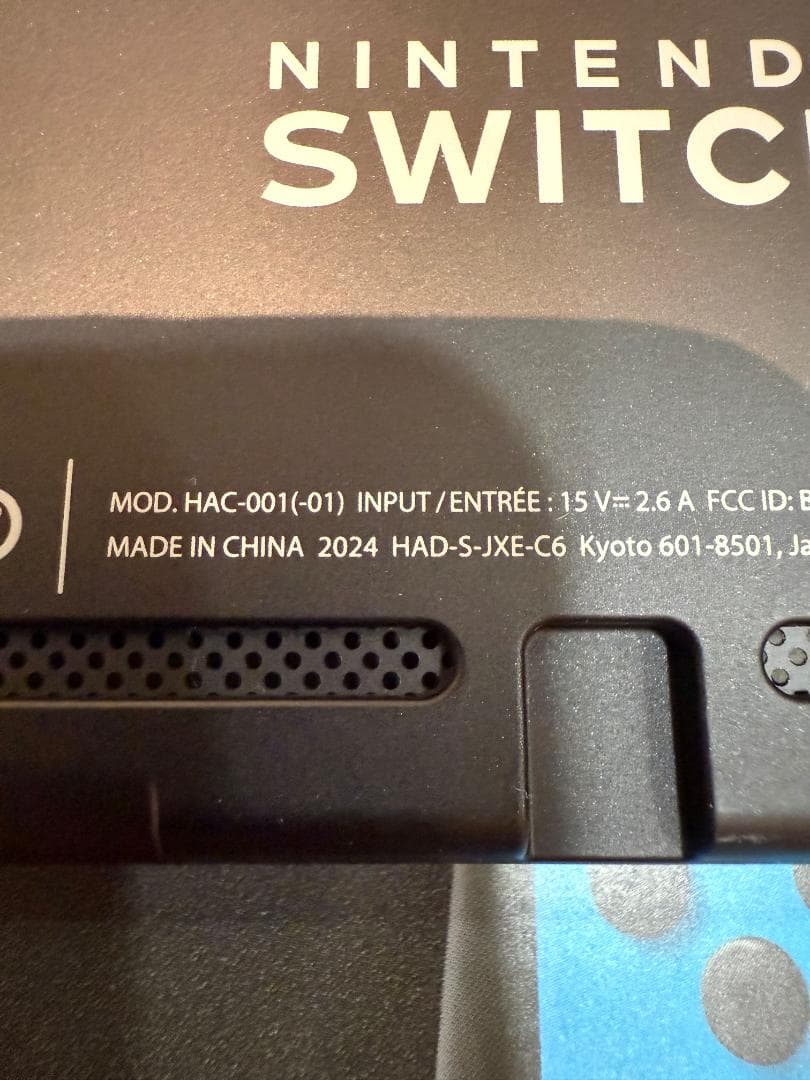 NINTEND
SWITC
MOD. HAC-001(-01) INPUT / ENTRÉE : 15 V⎓ 2.6 A FCC ID: B
MADE IN CHINA 2024 HAD-S-JXE-C6 Kyoto 601-8501, Ja